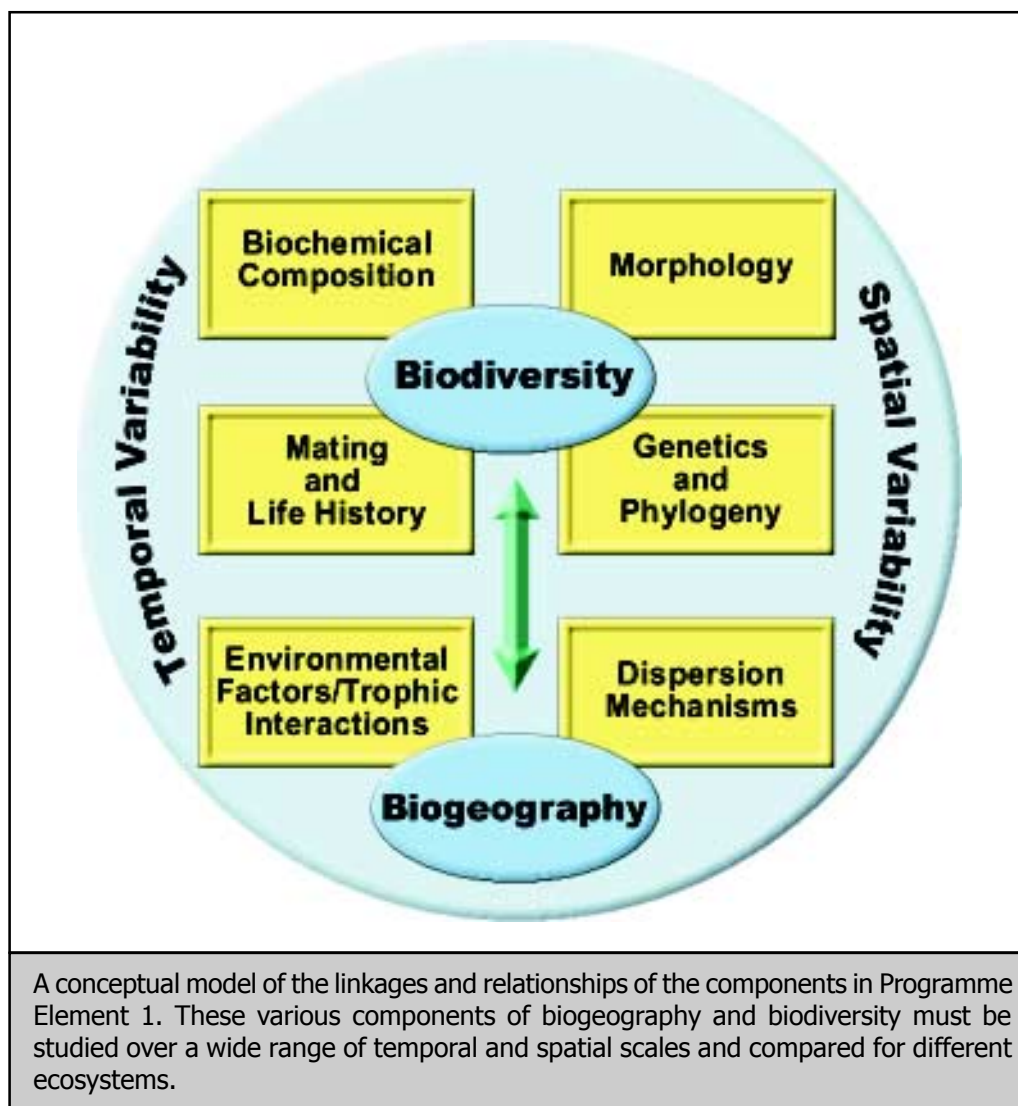 Temporal Variability
Spatial Variability
Biochemical
Composition
Morphology
Biodiversity
Mating
and
Life History
Genetics
and
Phylogeny
Environmental
Factors/Trophic
Interactions
Dispersion
Mechanisms
Biogeography
A conceptual model of the linkages and relationships of the components in Programme
Element 1. These various components of biogeography and biodiversity must be
studied over a wide range of temporal and spatial scales and compared for different
ecosystems.